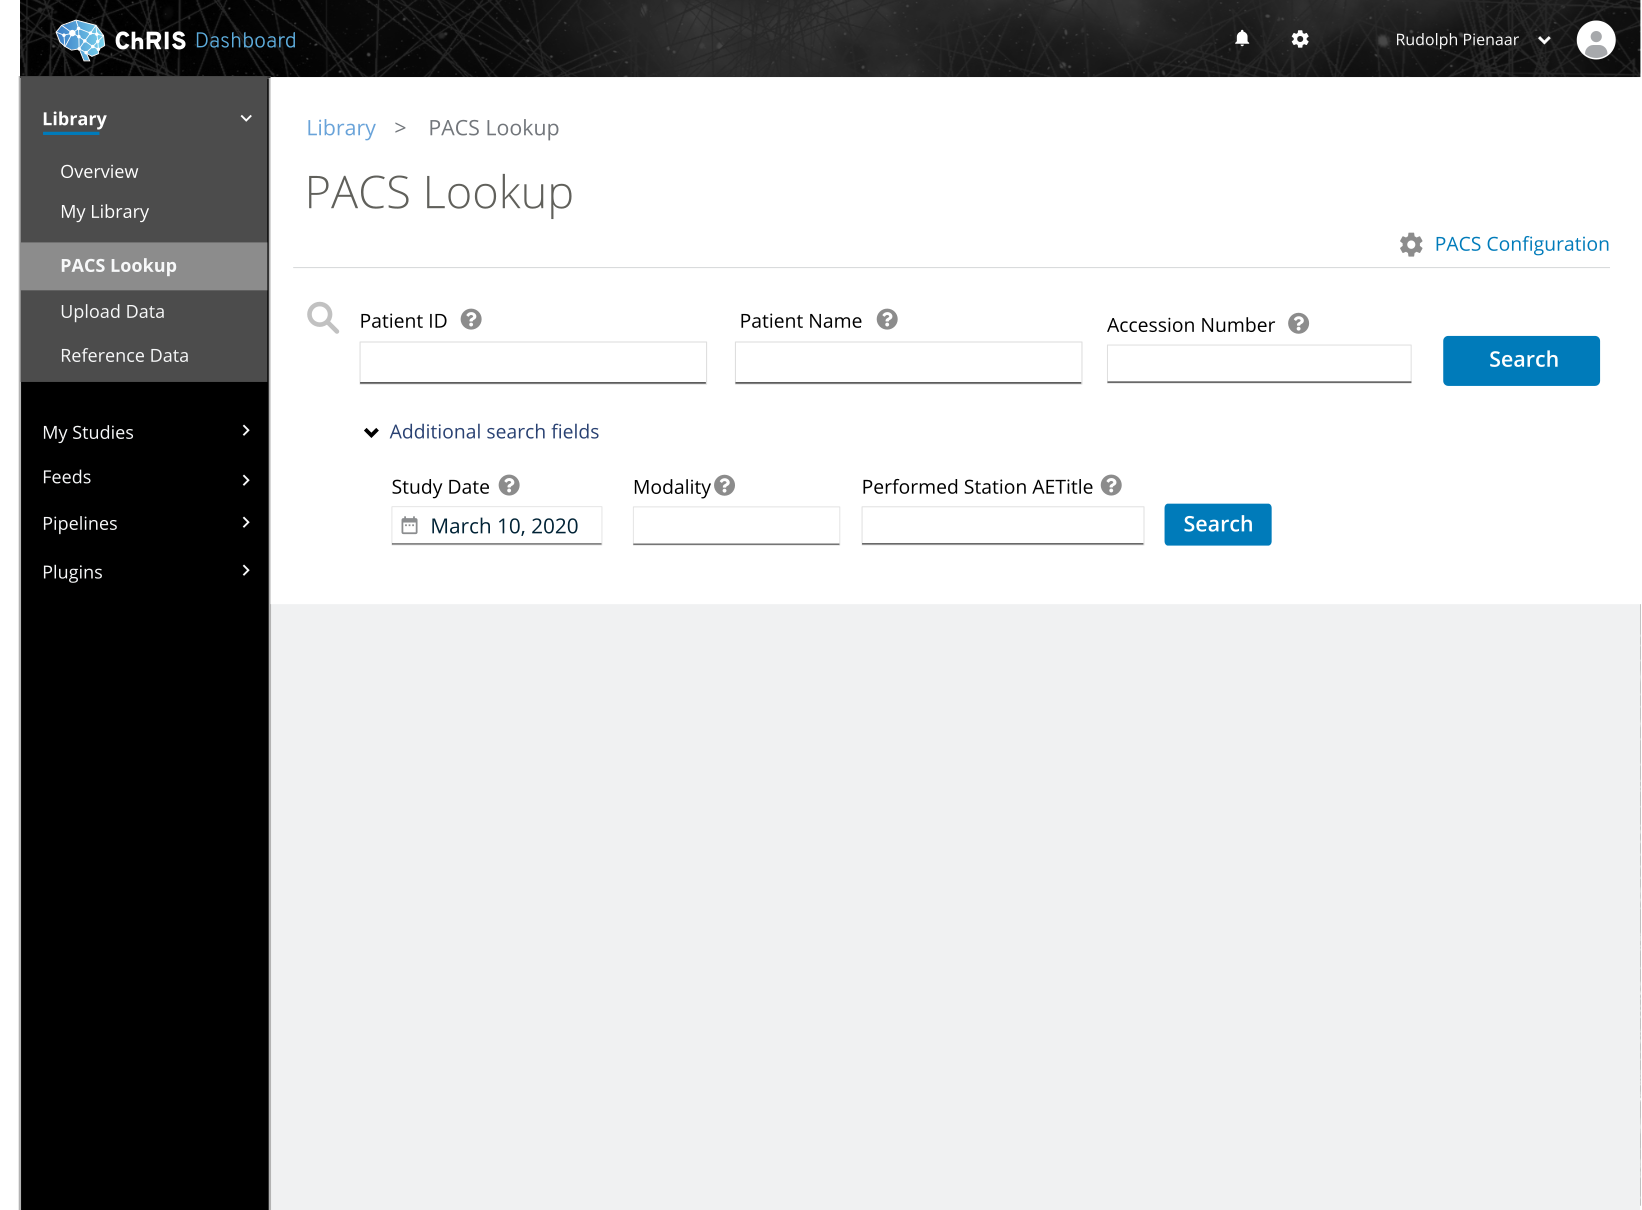 ChRIS Dashboard
Rudolph Pienaar
Library
Overview
My Library
PACS Lookup
Upload Data
Reference Data
My Studies
Feeds
Pipelines
Plugins
Library > PACS Lookup
PACS Lookup
PACS Configuration
Patient ID Patient Name Accession Number
Search
Additional search fields
Study Date Modality Performed Station AETitle
March 10, 2020 Search